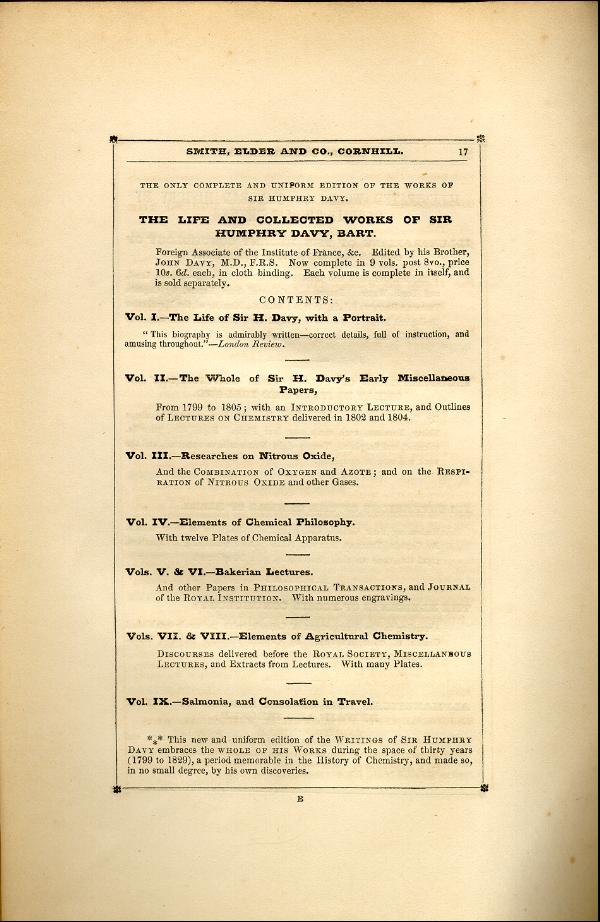 SMITH, ELDER AND CO., CORNHILL. 17
THE ONLY COMPLETE AND UNIFORM EDITION OF THE WORKS OF
SIR HUMPHRY DAVY.
THE LIFE AND COLLECTED WORKS OF SIR
HUMPHRY DAVY, BART.
Foreign Associate of the Institute of France, &c. Edited by his Brother,
JOHN DAVY, M.D., F.R.S. Now complete in 9 vols. post 8vo., price
10s. 6d. each, in cloth binding. Each volume is complete in itself, and
is sold separately.
CONTENTS:
Vol. I.—The Life of Sir H. Davy, with a Portrait.
"This biography is admirably written—correct details, full of instruction, and
amusing throughout."—London Review.
Vol. II.—The Whole of Sir H. Davy's Early Miscellaneous
Papers,
From 1799 to 1805; with an INTRODUCTORY LECTURE, and Outlines
of LECTURES ON CHEMISTRY delivered in 1802 and 1804.
Vol. III.—Researches on Nitrous Oxide,
And the COMBINATION of OXYGEN and AZOTE; and on the RESPI-
RATION of NITROUS OXIDE and other Gases.
Vol. IV.—Elements of Chemical Philosophy.
With twelve Plates of Chemical Apparatus.
Vols. V. & VI.—Bakerian Lectures.
And other Papers in PHILOSOPHICAL TRANSACTIONS, and JOURNAL
of the ROYAL INSTITUTION. With numerous engravings.
Vols. VII. & VIII.—Elements of Agricultural Chemistry.
DISCOURSES delivered before the ROYAL SOCIETY, MISCELLANEOUS
LECTURES, and Extracts from Lectures. With many Plates.
Vol. IX.—Salmonia, and Consolation in Travel.
*⁎* This new and uniform edition of the WRITINGS of SIR HUMPHRY
DAVY embraces the WHOLE OF HIS WORKS during the space of thirty years
(1799 to 1829), a period memorable in the History of Chemistry, and made so,
in no small degree, by his own discoveries.
B